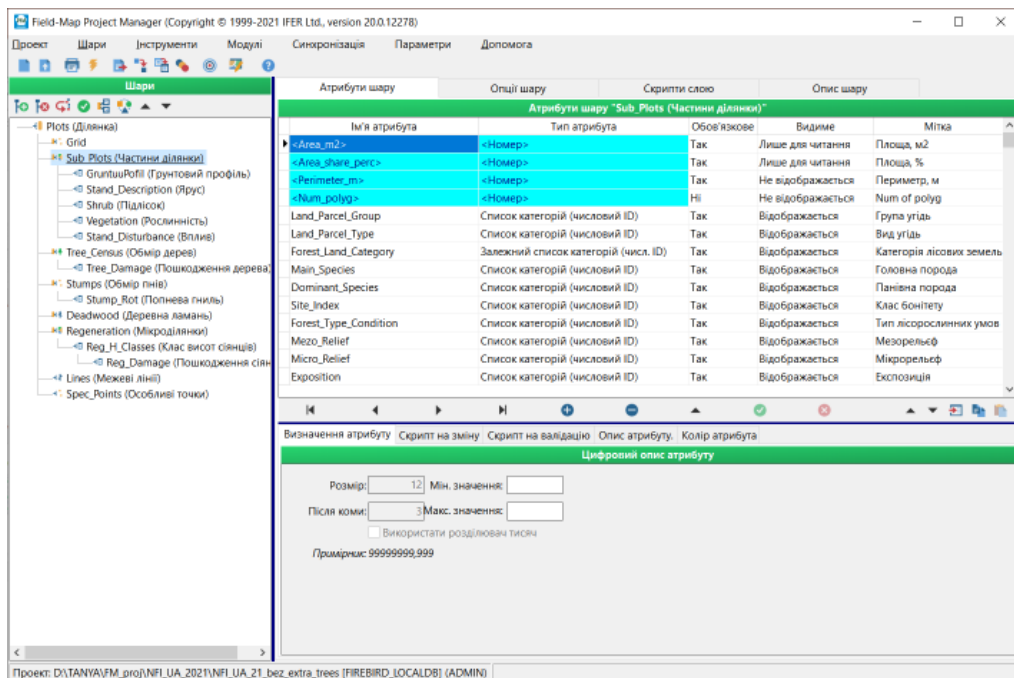 Field-Map Project Manager (Copyright © 1999-2021 IFER Ltd., version 20.0.12278)
Проект Шари Інструменти Модулі Синхронізація Параметри Допомога
Шари
Атрибути шару Опції шару Скрипти слою Опис шару
Атрибути шару "Sub_Plots (Частини ділянки)"
Ім'я атрибута Тип атрибута Обов'язкове Видиме Мітка
Plots (Ділянка)
Grid
Sub_Plots (Частини ділянки)
GruntuuPofil (Грунтовий профіль)
Stand_Description (Ярус)
Shrub (Підлісок)
Vegetation (Рослинність)
Stand_Disturbance (Вплив)
Tree_Census (Обмір дерев)
Tree_Damage (Пошкодження дерева)
Stumps (Обмір пнів)
Stump_Rot (Попнева гниль)
Deadwood (Деревна ламань)
Regeneration (Мікроділянки)
Reg_H_Classes (Клас висот сіянців)
Reg_Damage (Пошкодження сіян
Lines (Межеві лінії)
Spec_Points (Особливі точки)
<Area_m2> <Номер> Так Лише для читання Площа, м2
<Area_share_perc> <Номер> Так Лише для читання Площа, %
<Perimeter_m> <Номер> Так Не відображається Периметр, м
<Num_polyg> <Номер> Ні Не відображається Num of polyg
Land_Parcel_Group Список категорій (числовий ID) Так Відображається Група угідь
Land_Parcel_Type Список категорій (числовий ID) Так Відображається Вид угідь
Forest_Land_Category Залежний список категорій (числ. ID) Так Відображається Категорія лісових земель
Main_Species Список категорій (числовий ID) Так Відображається Головна порода
Dominant_Species Список категорій (числовий ID) Так Відображається Панівна порода
Site_Index Список категорій (числовий ID) Так Відображається Клас бонітету
Forest_Type_Condition Список категорій (числовий ID) Так Відображається Тип лісорослинних умов
Mezo_Relief Список категорій (числовий ID) Так Відображається Мезорельєф
Micro_Relief Список категорій (числовий ID) Так Відображається Мікрорельєф
Exposition Список категорій (числовий ID) Так Відображається Експозиція
Визначення атрибуту Скрипт на зміну Скрипт на валідацію Опис атрибуту. Колір атрибута
Цифровий опис атрибуту
Розмір: 12 Мін. значення:
Після коми: 3 Макс. значення:
Використати розділювач тисяч
Примірник: 99999999,999
Проект: D:\TANYA\FM_proj\NFI_UA_2021\NFI_UA_21_bez_extra_trees [FIREBIRD_LOCALDB] (ADMIN)